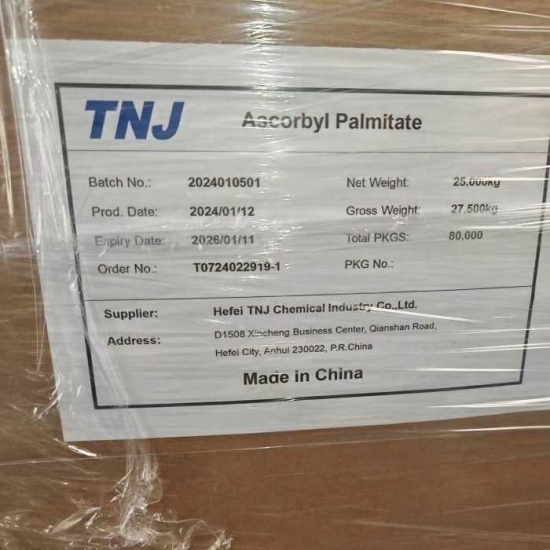 TNJ Ascorbyl Palmitate
Batch No.: 2024010501 Net Weight: 25.000kg
Prod. Date: 2024/01/12 Gross Weight: 27.500kg
Expiry Date: 2026/01/11 Total PKGS: 80.000
Order No.: T0724022919-1 PKG No.:
Supplier: Hefei TNJ Chemical Industry Co.,Ltd.
Address: D1508 Xincheng Business Center, Qianshan Road,
Hefei City, Anhui 230022, P.R.China
Made in China